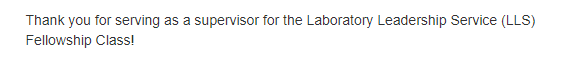 Thank you for serving as a supervisor for the Laboratory Leadership Service (LLS)
Fellowship Class!